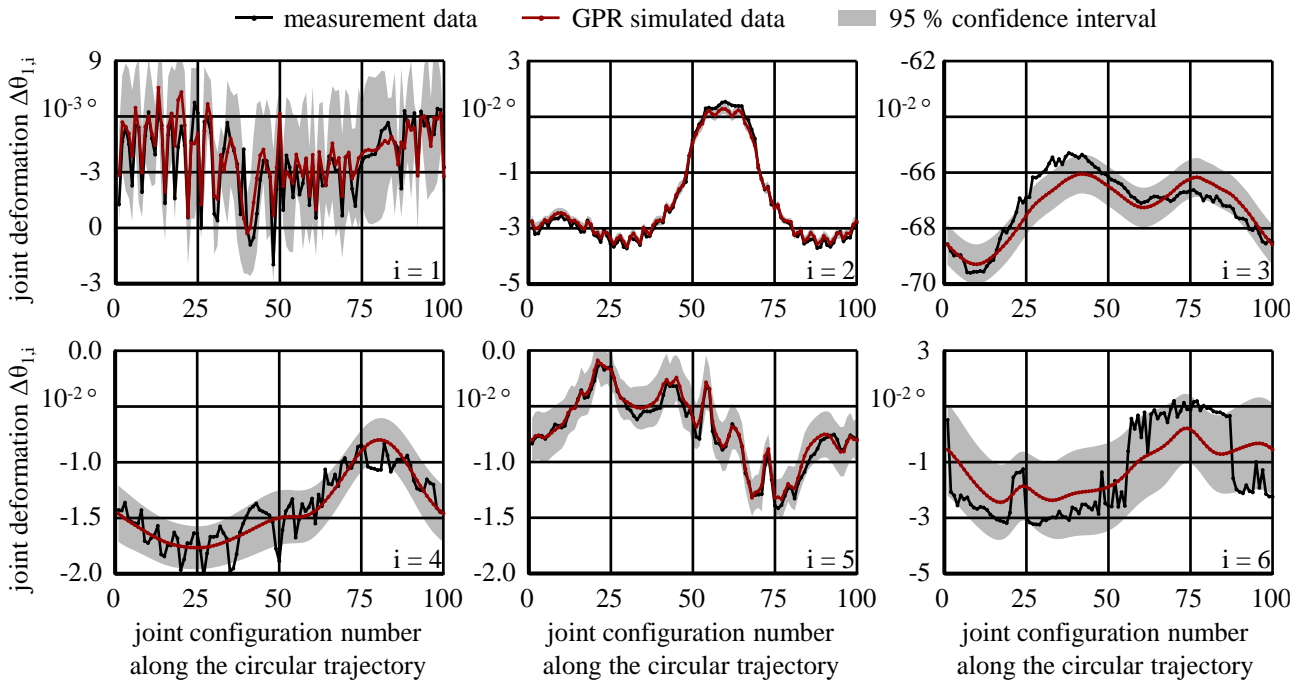 measurement data GPR simulated data 95 % confidence interval
joint deformation Δθ1,i
9
10-3 °
-3
0
-3
i = 1
0 25 50 75 100
3
10-2 °
-1
-3
-5
i = 2
0 25 50 75 100
-62
10-2 °
-66
-68
-70
i = 3
0 25 50 75 100
joint deformation Δθ1,i
0.0
10-2 °
-1.0
-1.5
-2.0
i = 4
0 25 50 75 100
joint configuration number
along the circular trajectory
0.0
10-2 °
-1.0
-1.5
-2.0
i = 5
0 25 50 75 100
joint configuration number
along the circular trajectory
3
10-2 °
-1
-3
-5
i = 6
0 25 50 75 100
joint configuration number
along the circular trajectory